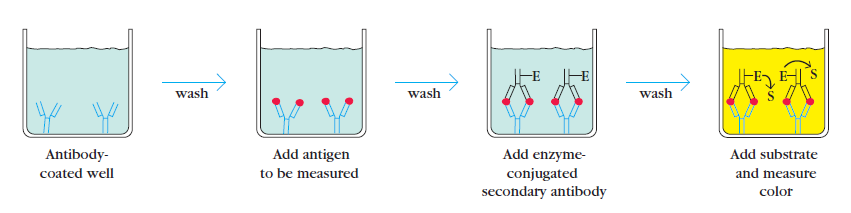 E
E
E
E
S
S
wash
wash
wash
Antibody-
coated well
Add antigen
to be measured
Add enzyme-
conjugated
secondary antibody
Add substrate
and measure
color